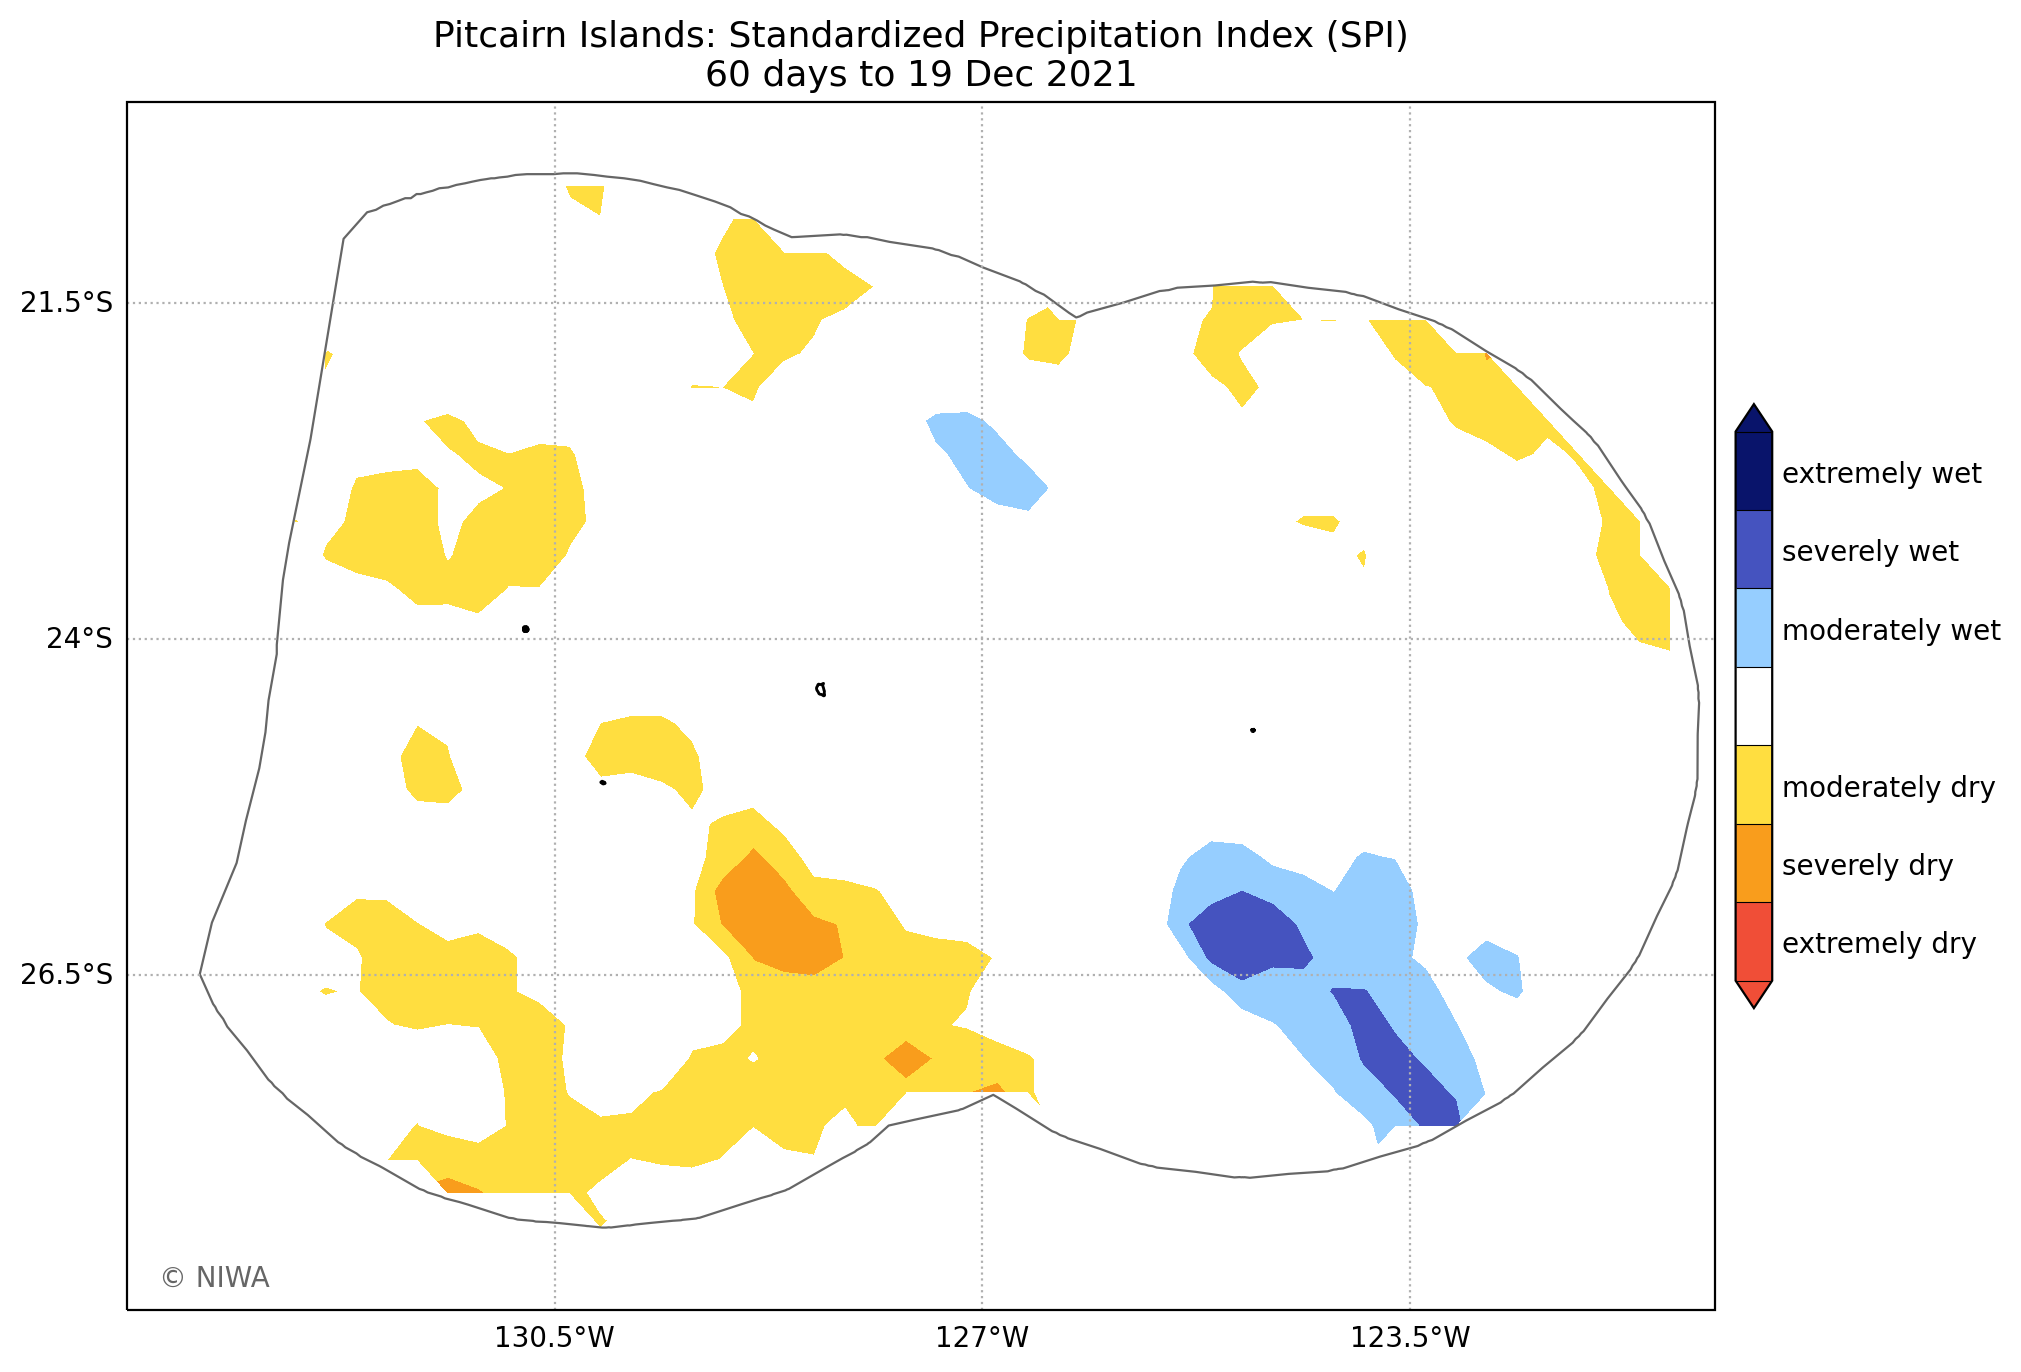 Pitcairn Islands: Standardized Precipitation Index (SPI)
60 days to 19 Dec 2021
21.5°S
24°S
26.5°S
130.5°W
127°W
123.5°W
extremely wet
severely wet
moderately wet
moderately dry
severely dry
extremely dry
© NIWA